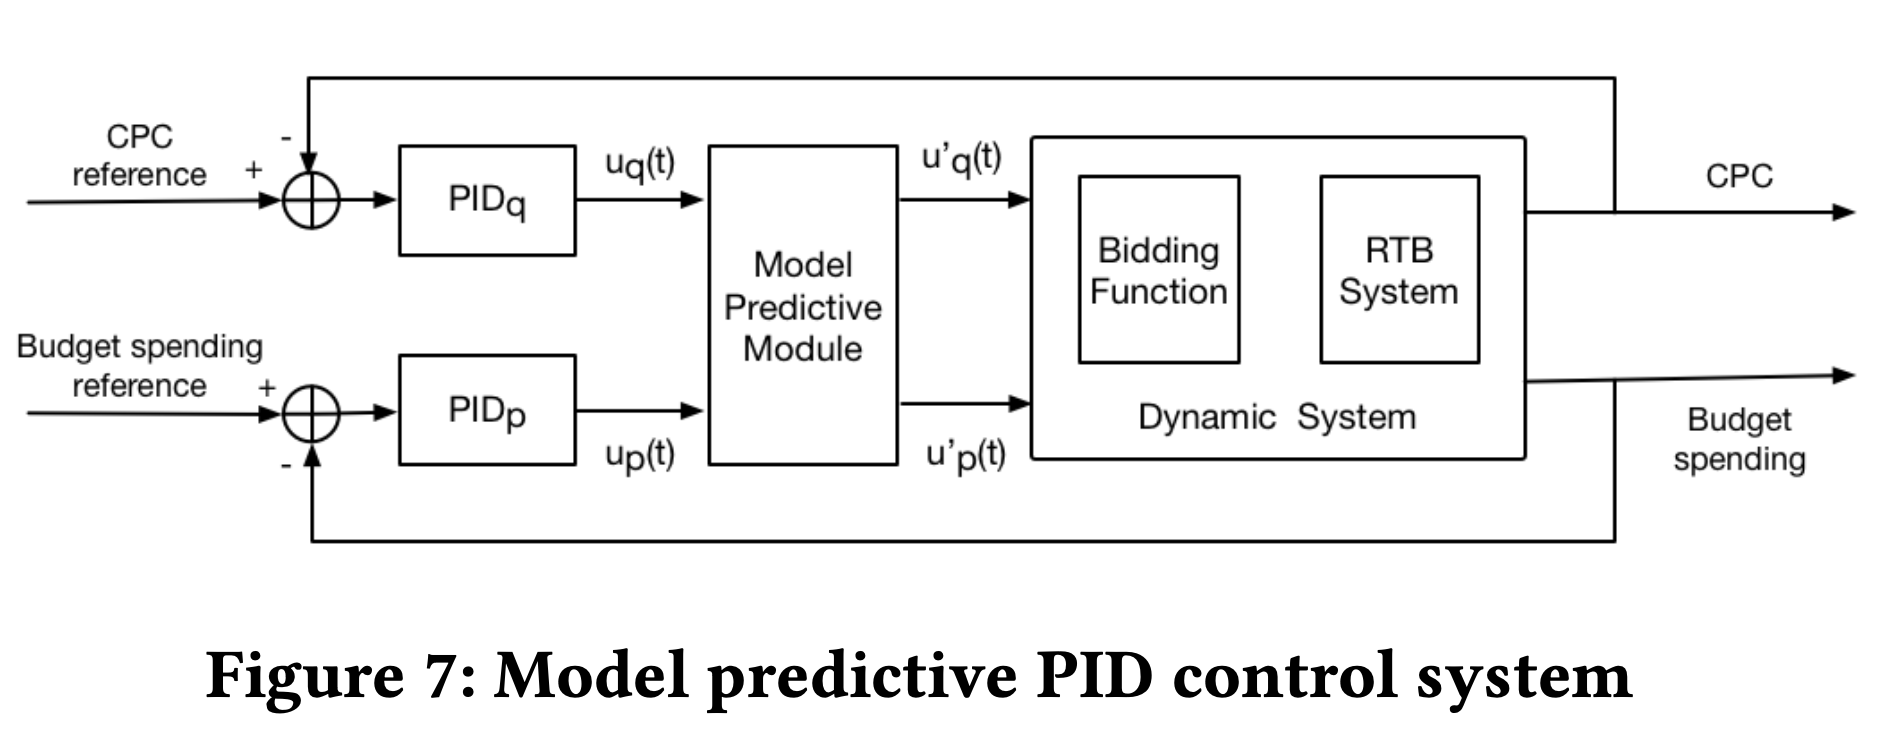 CPC
reference
+
-
PIDq
uq(t)
Model
Predictive
Module
u'q(t)
Bidding
Function
RTB
System
Dynamic System
CPC
Budget spending
reference
+
-
PIDp
up(t)
u'p(t)
Budget
spending
Figure 7: Model predictive PID control system